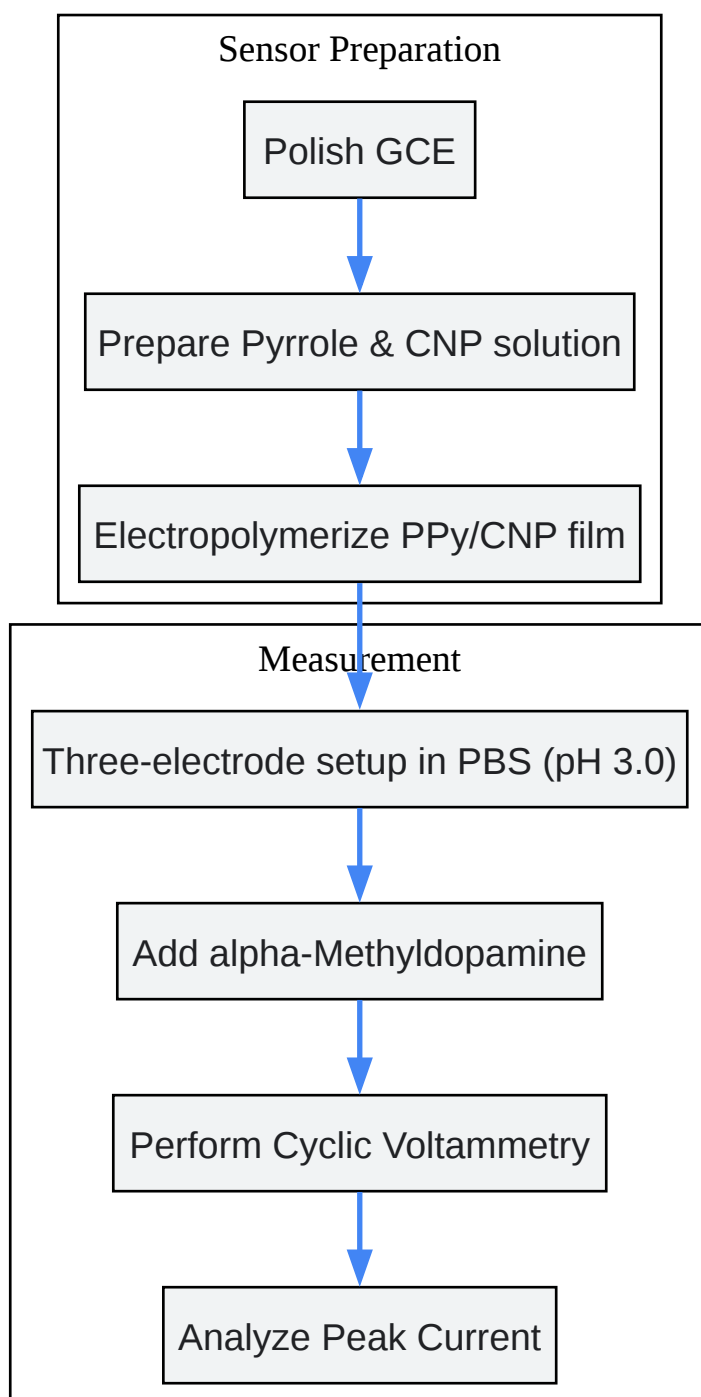 Sensor Preparation
Polish GCE
Prepare Pyrrole & CNP solution
Electropolymerize PPy/CNP film
Measurement
Three-electrode setup in PBS (pH 3.0)
Add alpha-Methyldopamine
Perform Cyclic Voltammetry
Analyze Peak Current